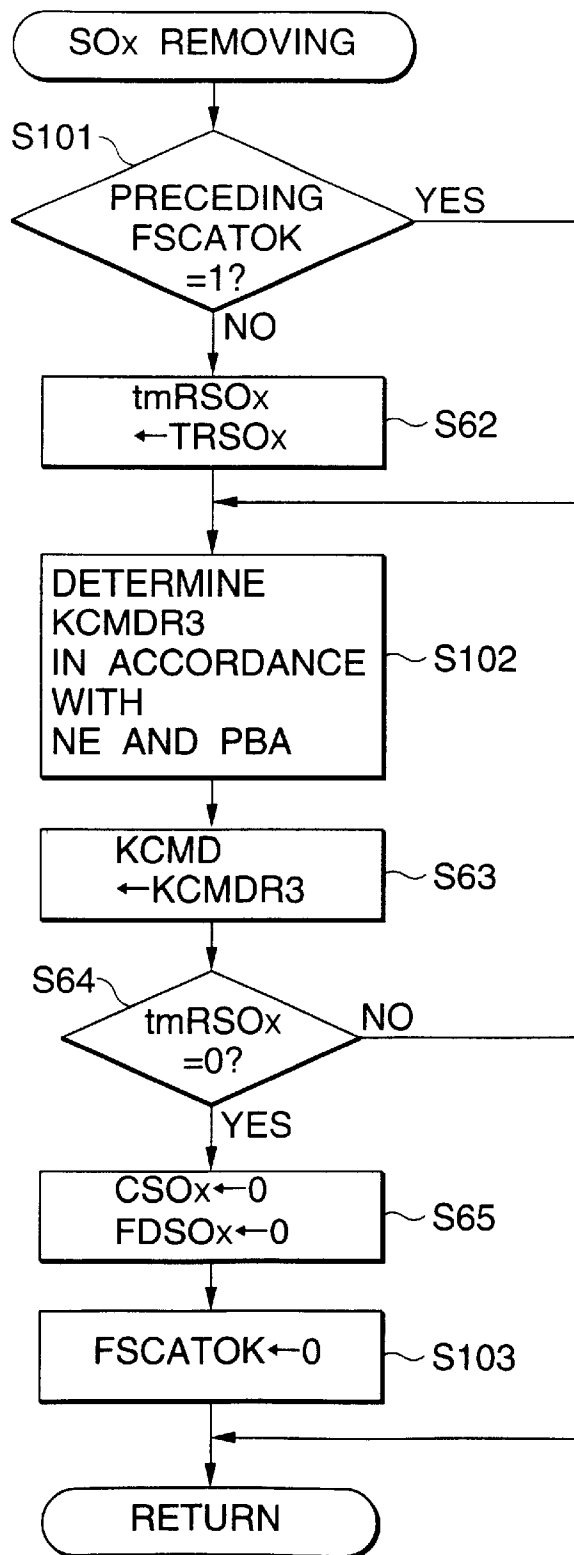 SOx REMOVING
S101
PRECEDING
FSCATOK
=1?
YES
NO
tmRSOx
←TRSOx
S62
DETERMINE
KCMDR3
IN ACCORDANCE
WITH
NE AND PBA
S102
KCMD
←KCMDR3
S63
S64
tmRSOx
=0?
NO
YES
CSOx←0
FDSOx←0
S65
FSCATOK←0
S103
RETURN